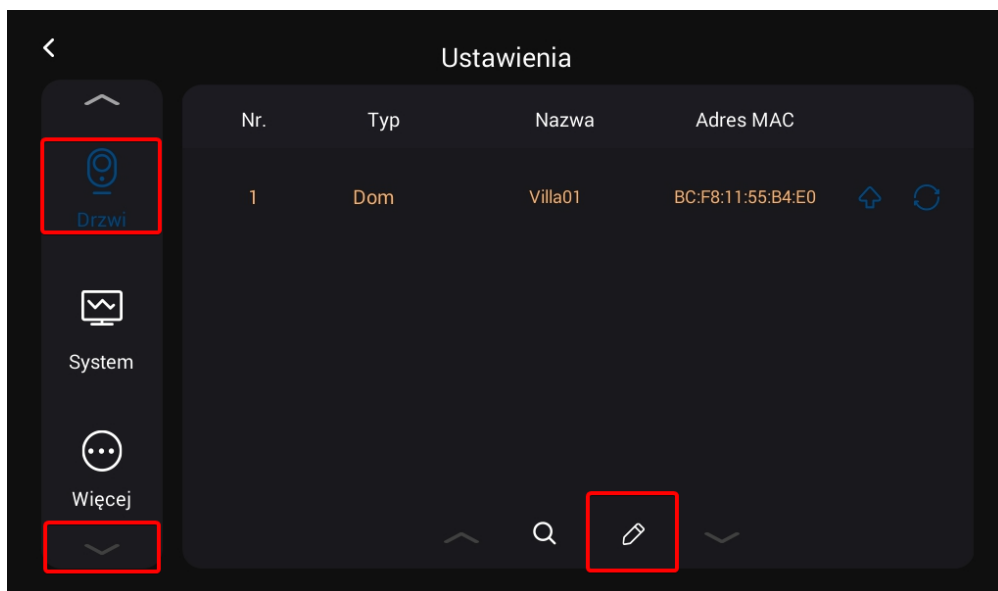 Ustawienia
Nr. Typ Nazwa Adres MAC
1 Dom Villa01 BC:F8:11:55:B4:E0
Drzwi
System
Więcej